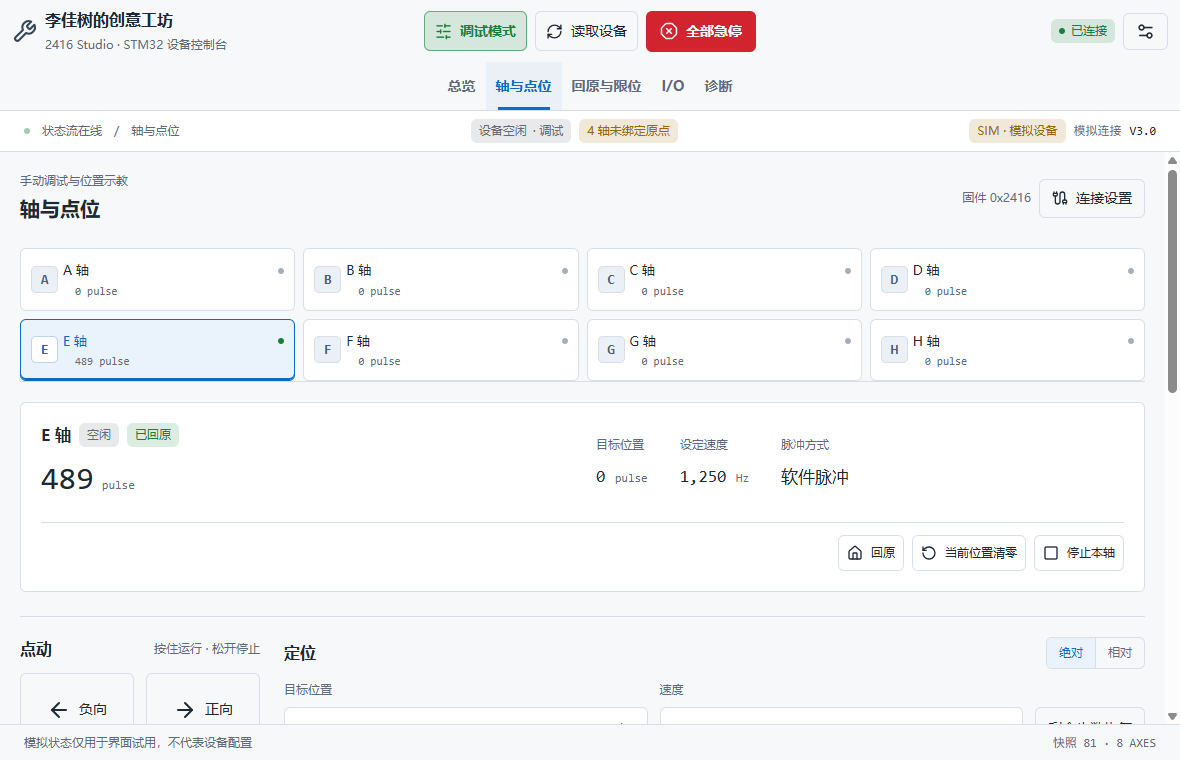 李佳树的创意工坊
2416 Studio · STM32 设备控制台
调试模式
读取设备
全部急停
已连接
总览
轴与点位
回原与限位
I/O
诊断
状态流在线 / 轴与点位
设备空闲 · 调试
4 轴未绑定原点
SIM · 模拟设备
模拟连接 V3.0
手动调试与位置示教
轴与点位
固件 0x2416
连接设置
A
A 轴
0 pulse
B
B 轴
0 pulse
C
C 轴
0 pulse
D
D 轴
0 pulse
E
E 轴
489 pulse
F
F 轴
0 pulse
G
G 轴
0 pulse
H
H 轴
0 pulse
E 轴 空闲 已回原
489 pulse
目标位置
0 pulse
设定速度
1,250 Hz
脉冲方式
软件脉冲
回原
当前位置清零
停止本轴
点动
按住运行 · 松开停止
负向
正向
定位
绝对
相对
目标位置
速度
模拟状态仅用于界面试用，不代表设备配置
快照 81 · 8 AXES